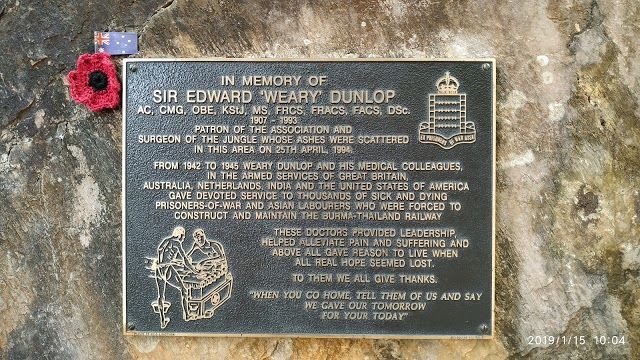 IN MEMORY OF
SIR EDWARD 'WEARY' DUNLOP
AC, CMG, OBE, KSIJ, MS, FHCS, FRACS, FACS, DSc.
1907 - 1993
PATRON OF THE ASSOCIATION AND
SURGEON OF THE JUNGLE WHOSE ASHES WERE SCATTERED
IN THIS AREA ON 25TH APRIL, 1994.
FROM 1942 TO 1945 WEARY DUNLOP AND HIS MEDICAL COLLEAGUES,
IN THE ARMED SERVICES OF GREAT BRITAIN,
AUSTRALIA, NETHERLANDS, INDIA AND THE UNITED STATES OF AMERICA
GAVE DEVOTED SERVICE TO THOUSANDS OF SICK AND DYING
PRISONERS-OF-WAR AND ASIAN LABOURERS WHO WERE FORCED TO
CONSTRUCT AND MAINTAIN THE BURMA-THAILAND RAILWAY
THESE DOCTORS PROVIDED LEADERSHIP,
HELPED ALLEVIATE PAIN AND SUFFERING AND
ABOVE ALL GAVE REASON TO LIVE WHEN
ALL REAL HOPE SEEMED LOST.
TO THEM WE ALL GIVE THANKS.
"WHEN YOU GO HOME, TELL THEM OF US AND SAY
WE GAVE OUR TOMORROW
FOR YOUR TODAY"
2019/1/15 10:04